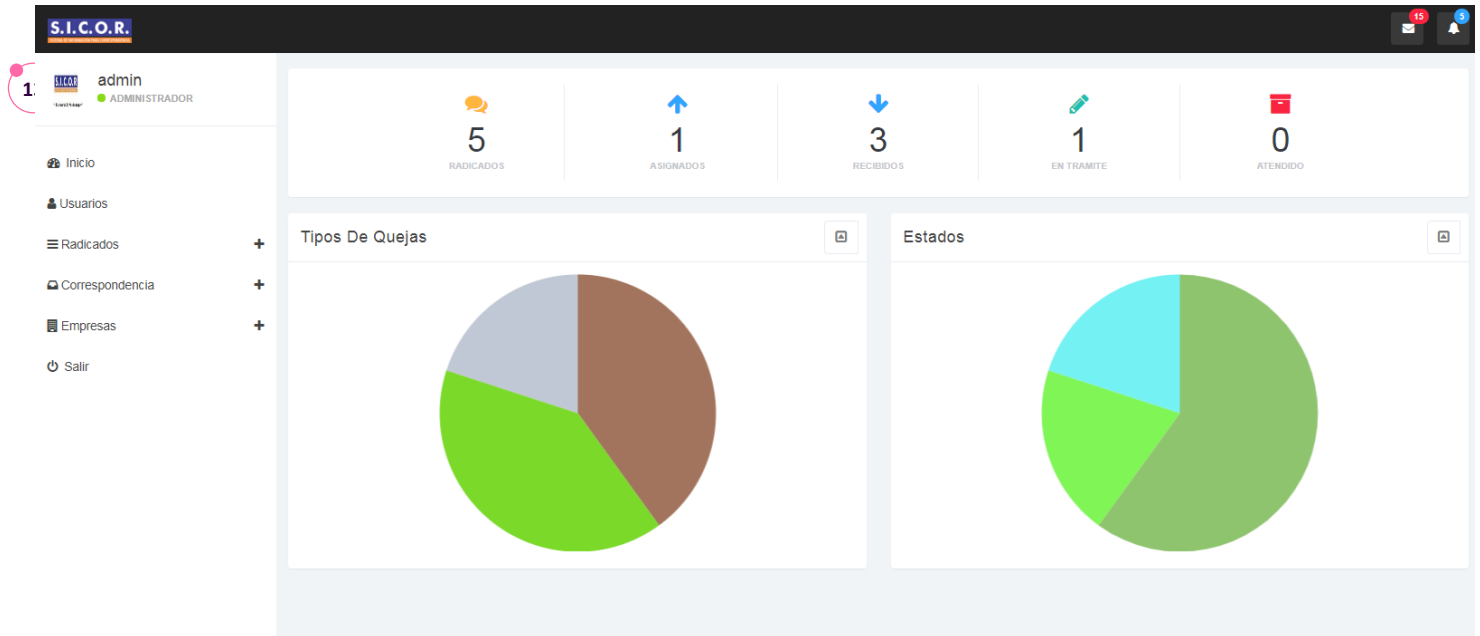 S.I.C.O.R.
15
5
1
S.I.C.O.R
admin
ADMINISTRADOR
Inicio
Usuarios
Radicados
Correspondencia
Empresas
Salir
5
RADICADOS
1
ASIGNADOS
3
RECIBIDOS
1
EN TRAMITE
0
ATENDIDO
Tipos De Quejas
Estados